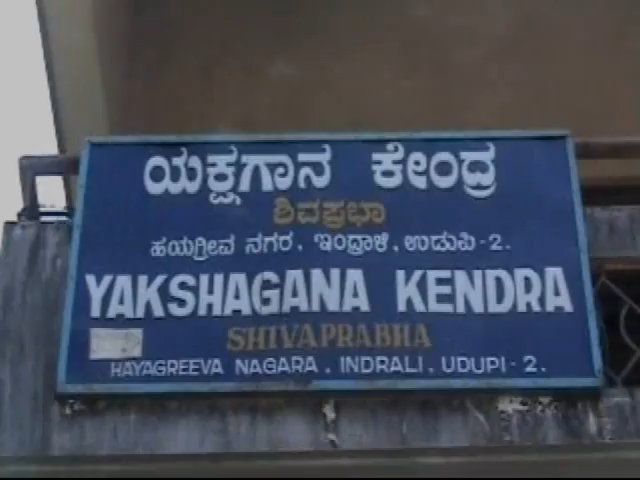 ಯಕ್ಷಗಾನ ಕೇಂದ್ರ
ಶಿವಪ್ರಭಾ
ಹಯಗ್ರೀವ ನಗರ, ಇಂದ್ರಾಳಿ, ಉಡುಪಿ-2.
YAKSHAGANA KENDRA
SHIVAPRABHA
HAYAGREEVA NAGARA, INDRALI, UDUPI-2.